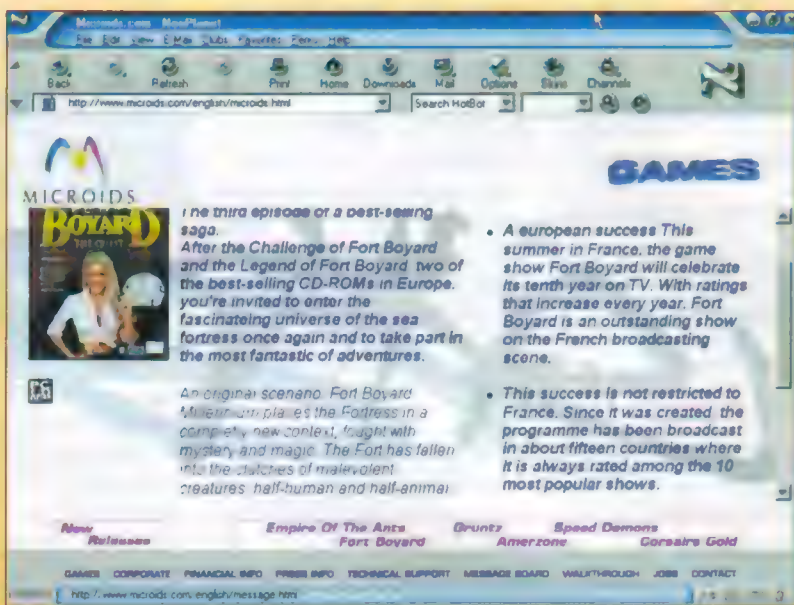 Microids.com - NeoPlanet
File Edit View E-Mail Clubs Favorites Help
Back
Refresh
Print
Home
Downloads
Mail
Options
Skins
Channels
http://www.microids.com/english/microids.html
Search HotBot
MICROIDS
GAMES
BOYARD
The third episode of a best-selling
saga.
After the Challenge of Fort Boyard
and the Legend of Fort Boyard two of
the best-selling CD-ROMs in Europe.
you're invited to enter the
fascinateing universe of the sea
fortress once again and to take part in
the most fantastic of adventures.
An original scenario. Fort Boyard
Millennium places the Fortress in a
completely new context, fought with
mystery and magic. The Fort has fallen
into the clutches of malevolent
creatures half-human and half-animal
• A european success This
summer in France, the game
show Fort Boyard will celebrate
its tenth year on TV. With ratings
that increase every year, Fort
Boyard is an outstanding show
on the French broadcasting
scene.
• This success is not restricted to
France. Since it was created the
programme has been broadcast
in about fifteen countries where
it is always rated among the 10
most popular shows.
New
Releases
Empire Of The Ants Gruntz Speed Demons
Fort Boyard Amerzone Corsairs Gold
GAMES CORPORATE FINANCIAL INFO PRESS INFO TECHNICAL SUPPORT MESSAGE BOARD WALKTHROUGH JOBS CONTACT
http://www.microids.com/english/message.html